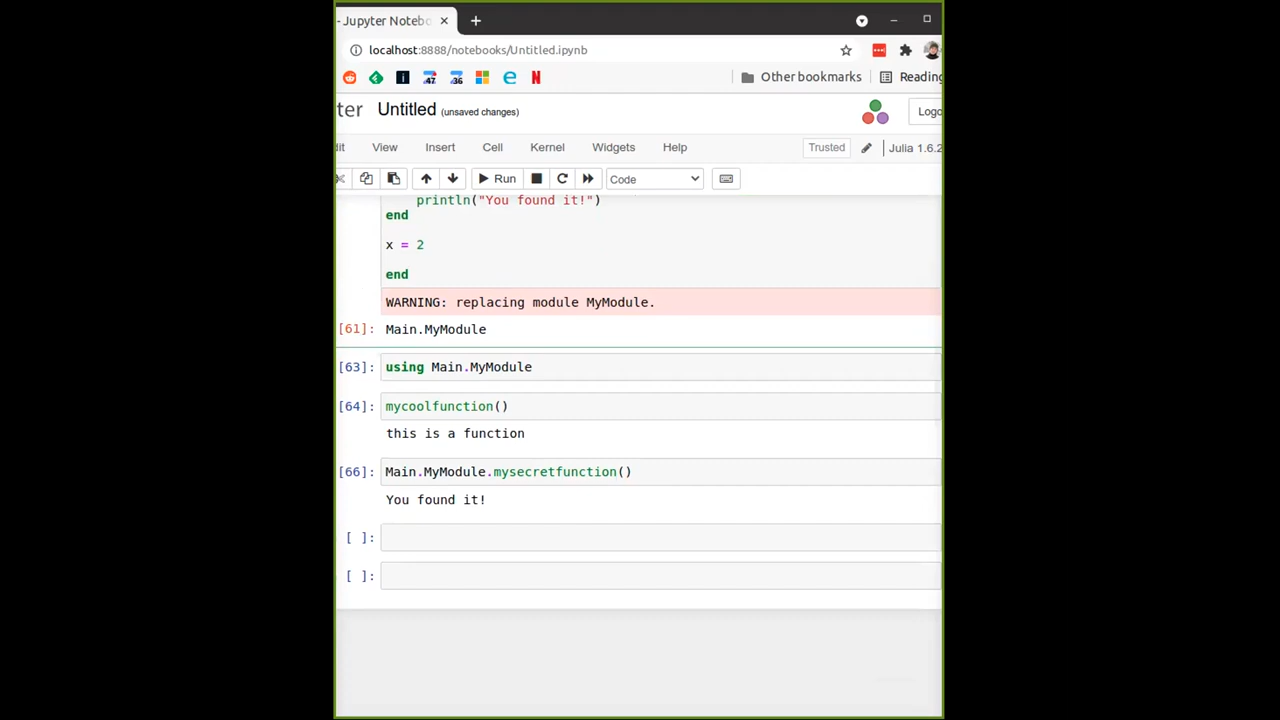 - Jupyter Notebo
localhost:8888/notebooks/Untitled.ipynb
47 36 Other bookmarks Reading
ter Untitled (unsaved changes) Logo
dit View Insert Cell Kernel Widgets Help Trusted Julia 1.6.2
Run Code
println("You found it!")
end
x = 2
end
WARNING: replacing module MyModule.
[61]: Main.MyModule
[63]: using Main.MyModule
[64]: mycoolfunction()
this is a function
[66]: Main.MyModule.mysecretfunction()
You found it!
[ ]:
[ ]: